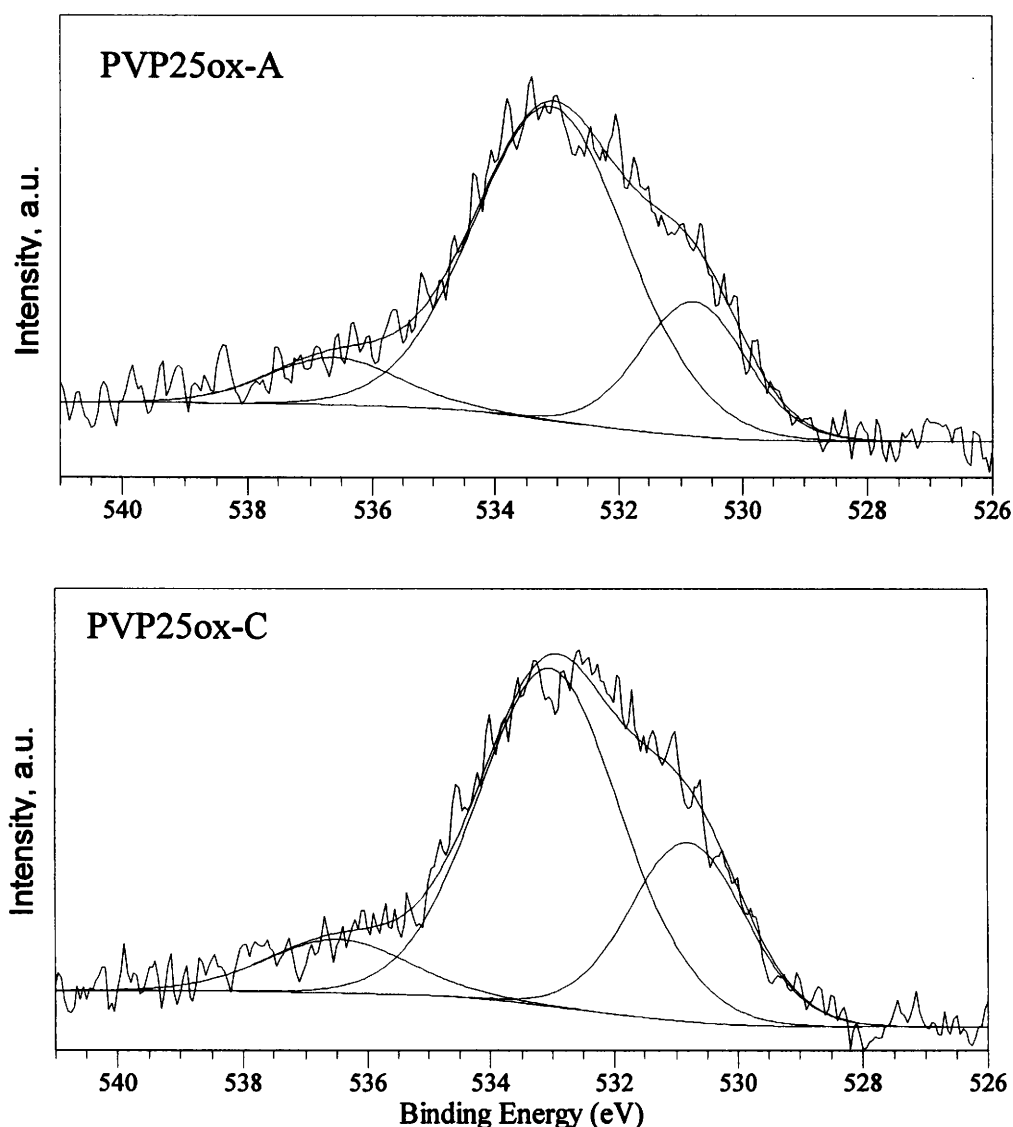 PVP25ox-A
Intensity, a.u.
540 538 536 534 532 530 528 526
PVP25ox-C
Intensity, a.u.
540 538 536 534 532 530 528 526
Binding Energy (eV)